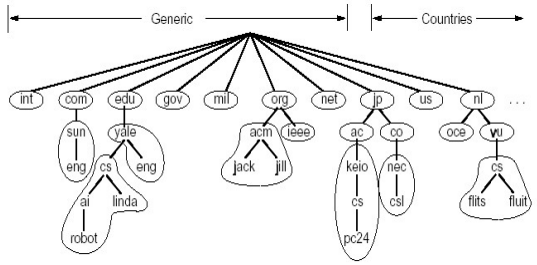 Generic Countries
int com edu gov mil org net jp us nl ...
sun yale acm ieee ac co oce vu
eng cs eng jack jill keio nec cs
ai linda cs csl flits fluit
robot pc24